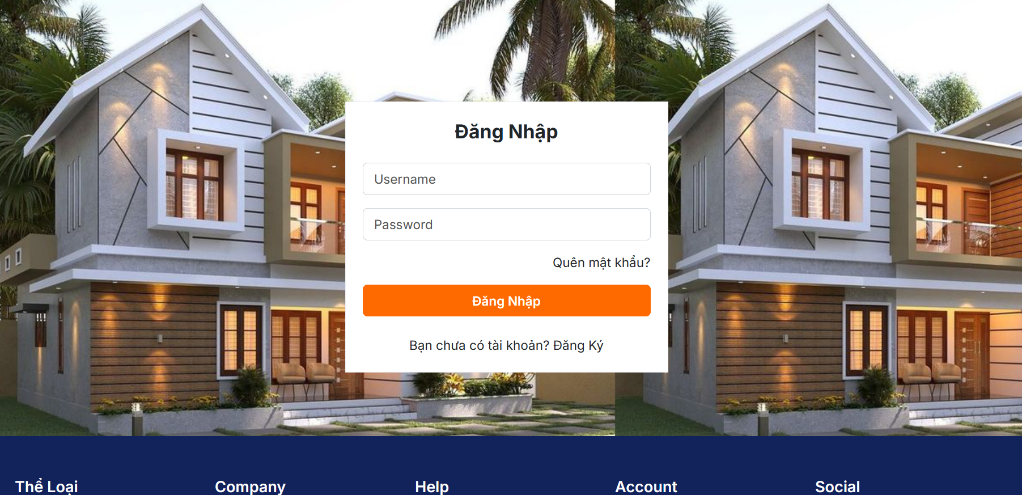 Đăng Nhập
Username
Password
Quên mật khẩu?
Đăng Nhập
Bạn chưa có tài khoản? Đăng Ký
Thể Loại
Company
Help
Account
Social